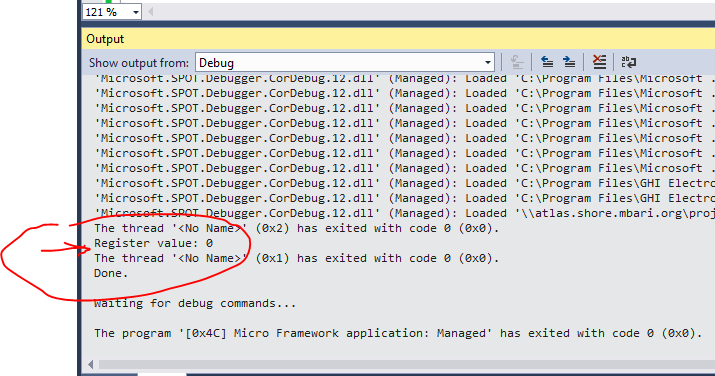 121 %
Output
Show output from: Debug
'Microsoft.SPOT.Debugger.CorDebug.12.dll' (Managed): Loaded 'C:\Program Files\Microsoft .
'Microsoft.SPOT.Debugger.CorDebug.12.dll' (Managed): Loaded 'C:\Program Files\Microsoft .
'Microsoft.SPOT.Debugger.CorDebug.12.dll' (Managed): Loaded 'C:\Program Files\Microsoft .
'Microsoft.SPOT.Debugger.CorDebug.12.dll' (Managed): Loaded 'C:\Program Files\Microsoft .
'Microsoft.SPOT.Debugger.CorDebug.12.dll' (Managed): Loaded 'C:\Program Files\Microsoft .
'Microsoft.SPOT.Debugger.CorDebug.12.dll' (Managed): Loaded 'C:\Program Files\Microsoft .
'Microsoft.SPOT.Debugger.CorDebug.12.dll' (Managed): Loaded 'C:\Program Files\Microsoft .
'Microsoft.SPOT.Debugger.CorDebug.12.dll' (Managed): Loaded 'C:\Program Files\GHI Electro
'Microsoft.SPOT.Debugger.CorDebug.12.dll' (Managed): Loaded 'C:\Program Files\GHI Electro
'Microsoft.SPOT.Debugger.CorDebug.12.dll' (Managed): Loaded '\\atlas.shore.mbari.org\proj
The thread '<No Name>' (0x2) has exited with code 0 (0x0).
Register value: 0
The thread '<No Name>' (0x1) has exited with code 0 (0x0).
Done.
Waiting for debug commands...
The program '[0x4C] Micro Framework application: Managed' has exited with code 0 (0x0).